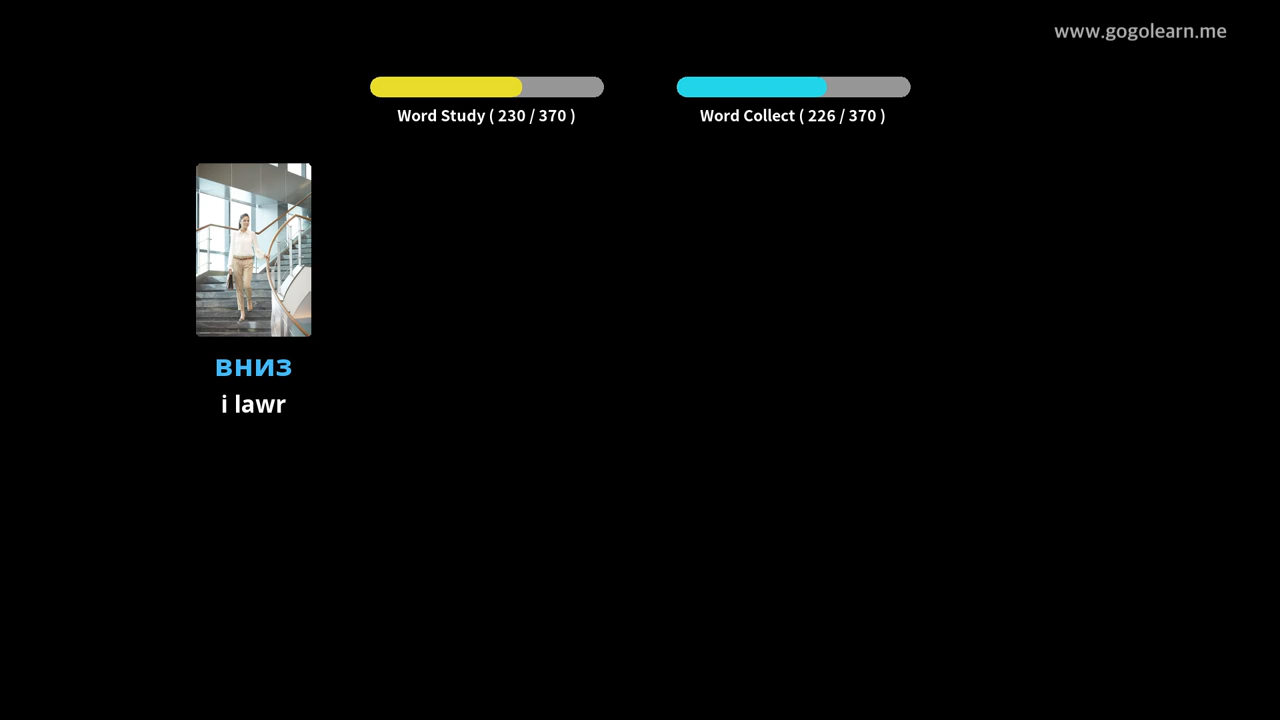 www.gogolearn.me
Word Study ( 230 / 370 )
Word Collect ( 226 / 370 )
вниз
i lawr